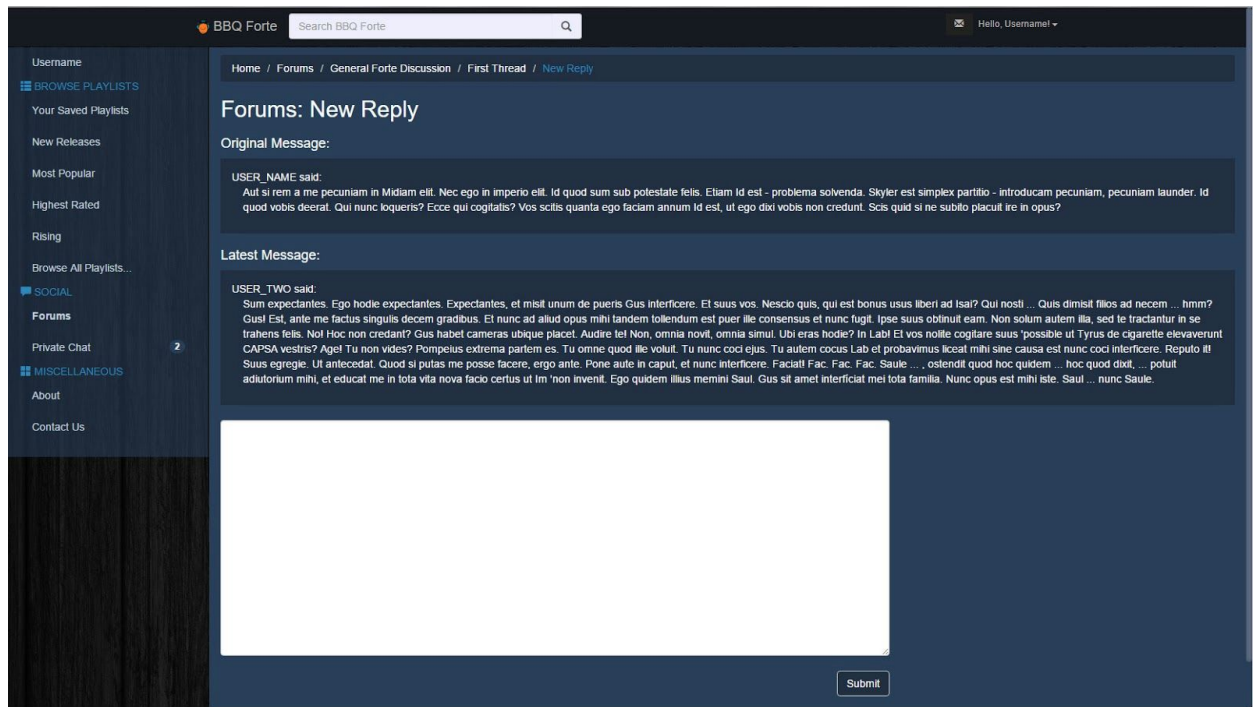 BBQ Forte
Search BBQ Forte
Hello, Username!
Username
BROWSE PLAYLISTS
Your Saved Playlists
New Releases
Most Popular
Highest Rated
Rising
Browse All Playlists...
SOCIAL
Forums
Private Chat 2
MISCELLANEOUS
About
Contact Us
Home / Forums / General Forte Discussion / First Thread / New Reply
Forums: New Reply
Original Message:
USER_NAME said:
Aut si rem a me pecuniam in Midiam elit. Nec ego in imperio elit. Id quod sum sub potestate felis. Etiam Id est - problema solvenda. Skyler est simplex partitio - introducam pecuniam, pecuniam launder. Id
quod vobis deerat. Qui nunc loqueris? Ecce qui cogitatis? Vos scitis quanta ego faciam annum Id est, ut ego dixi vobis non credunt. Scis quid si ne subito placuit ire in opus?
Latest Message:
USER_TWO said:
Sum expectantes. Ego hodie expectantes. Expectantes, et misit unum de pueris Gus interficere. Et suus vos. Nescio quis, qui est bonus usus liberi ad Isai? Qui nosti ... Quis dimisit filios ad necem ... hmm?
Gus! Est, ante me factus singulis decem gradibus. Et nunc ad aliud opus mihi tandem tollendum est puer ille consensus et nunc fugit. Ipse suus obtinuit eam. Non solum autem illa, sed te tractantur in se
trahens felis. No! Hoc non credant? Gus habet cameras ubique placet. Audire te! Non, omnia novit, omnia simul. Ubi eras hodie? In Lab! Et vos nolite cogitare suus 'possible ut Tyrus de cigarette elevaverunt
CAPSA vestris? Age! Tu non vides? Pompeius extrema partem es. Tu omne quod ille voluit. Tu nunc coci ejus. Tu autem cocus Lab et probavimus liceat mihi sine causa est nunc coci interficere. Reputo it!
Suus egregie. Ut antecedat. Quod si putas me posse facere, ergo ante. Pone aute in caput, et nunc interficere. Faciat! Fac. Fac. Fac. Saule ... , ostendit quod hoc quidem ... hoc quod dixit, ... potuit
adiutorium mihi, et educat me in tota vita nova facio certus ut Im 'non invenit. Ego quidem illius memini Saul. Gus sit amet interficiat mei tota familia. Nunc opus est mihi iste. Saul ... nunc Saule.
Submit